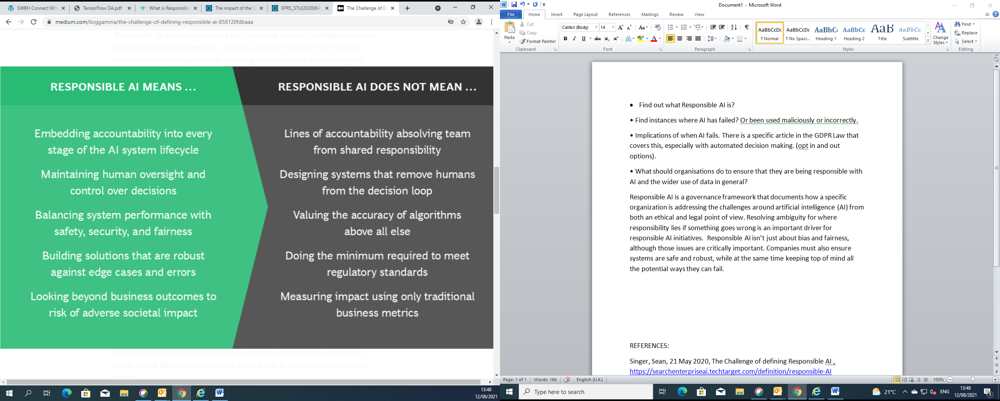 SWBH Connect Whe
TensorFlow DA.pdf
What is Responsible
The impact of the G
EPRS_STU(2020)641
The Challenge of De
medium.com/bcggamma/the-challenge-of-defining-responsible-ai-858120fdbaaa
Responsible AI involves developing and operating artificial intelligence systems
that integrate human empathy, creativity, and care to ensure they work in
service to the greater good while achieving transformative business impact.
RESPONSIBLE AI MEANS ...
Embedding accountability into every
stage of the AI system lifecycle
Maintaining human oversight and
control over decisions
Balancing system performance with
safety, security, and fairness
Building solutions that are robust
against edge cases and errors
Looking beyond business outcomes to
risk of adverse societal impact
RESPONSIBLE AI DOES NOT MEAN ...
Lines of accountability absolving team
from shared responsibility
Designing systems that remove humans
from the decision loop
Valuing the accuracy of algorithms
above all else
Doing the minimum required to meet
regulatory standards
Measuring impact using only traditional
business metrics
credit card limits to women than men, despite similar financial profiles,
while digital ads have demonstrated racial bias in housing and mortgage
offers.
13:48
12/08/2021
Document1 - Microsoft Word
File Home Insert Page Layout References Mailings Review View
Paste
Cut
Copy
Format Painter
Clipboard
Calibri (Body) 14
Font
Paragraph
AaBbCcDc AaBbCcDc AaBbC AaBbCc AaB AaBbCc.
¶ Normal ¶ No Spaci... Heading 1 Heading 2 Title Subtitle
Change
Styles
Styles
Find
Replace
Select
Editing
• Find out what Responsible AI is?
• Find instances where AI has failed? Or been used maliciously or incorrectly.
• Implications of when AI fails. There is a specific article in the GDPR Law that
covers this, especially with automated decision making. (opt in and out
options).
• What should organisations do to ensure that they are being responsible with
AI and the wider use of data in general?
Responsible AI is a governance framework that documents how a specific
organization is addressing the challenges around artificial intelligence (AI) from
both an ethical and legal point of view. Resolving ambiguity for where
responsibility lies if something goes wrong is an important driver for
responsible AI initiatives.  Responsible AI isn’t just about bias and fairness,
although those issues are critically important. Companies must also ensure
systems are safe and robust, while at the same time keeping top of mind all
the potential ways they can fail.
REFERENCES:
Singer, Sean, 21 May 2020, The Challenge of defining Responsible AI ,
https://searchenterpriseai.techtarget.com/definition/responsible-AI
Page: 1 of 1 Words: 166 English (U.K.) 100%
Type here to search
21°C
ENG
13:48
12/08/2021